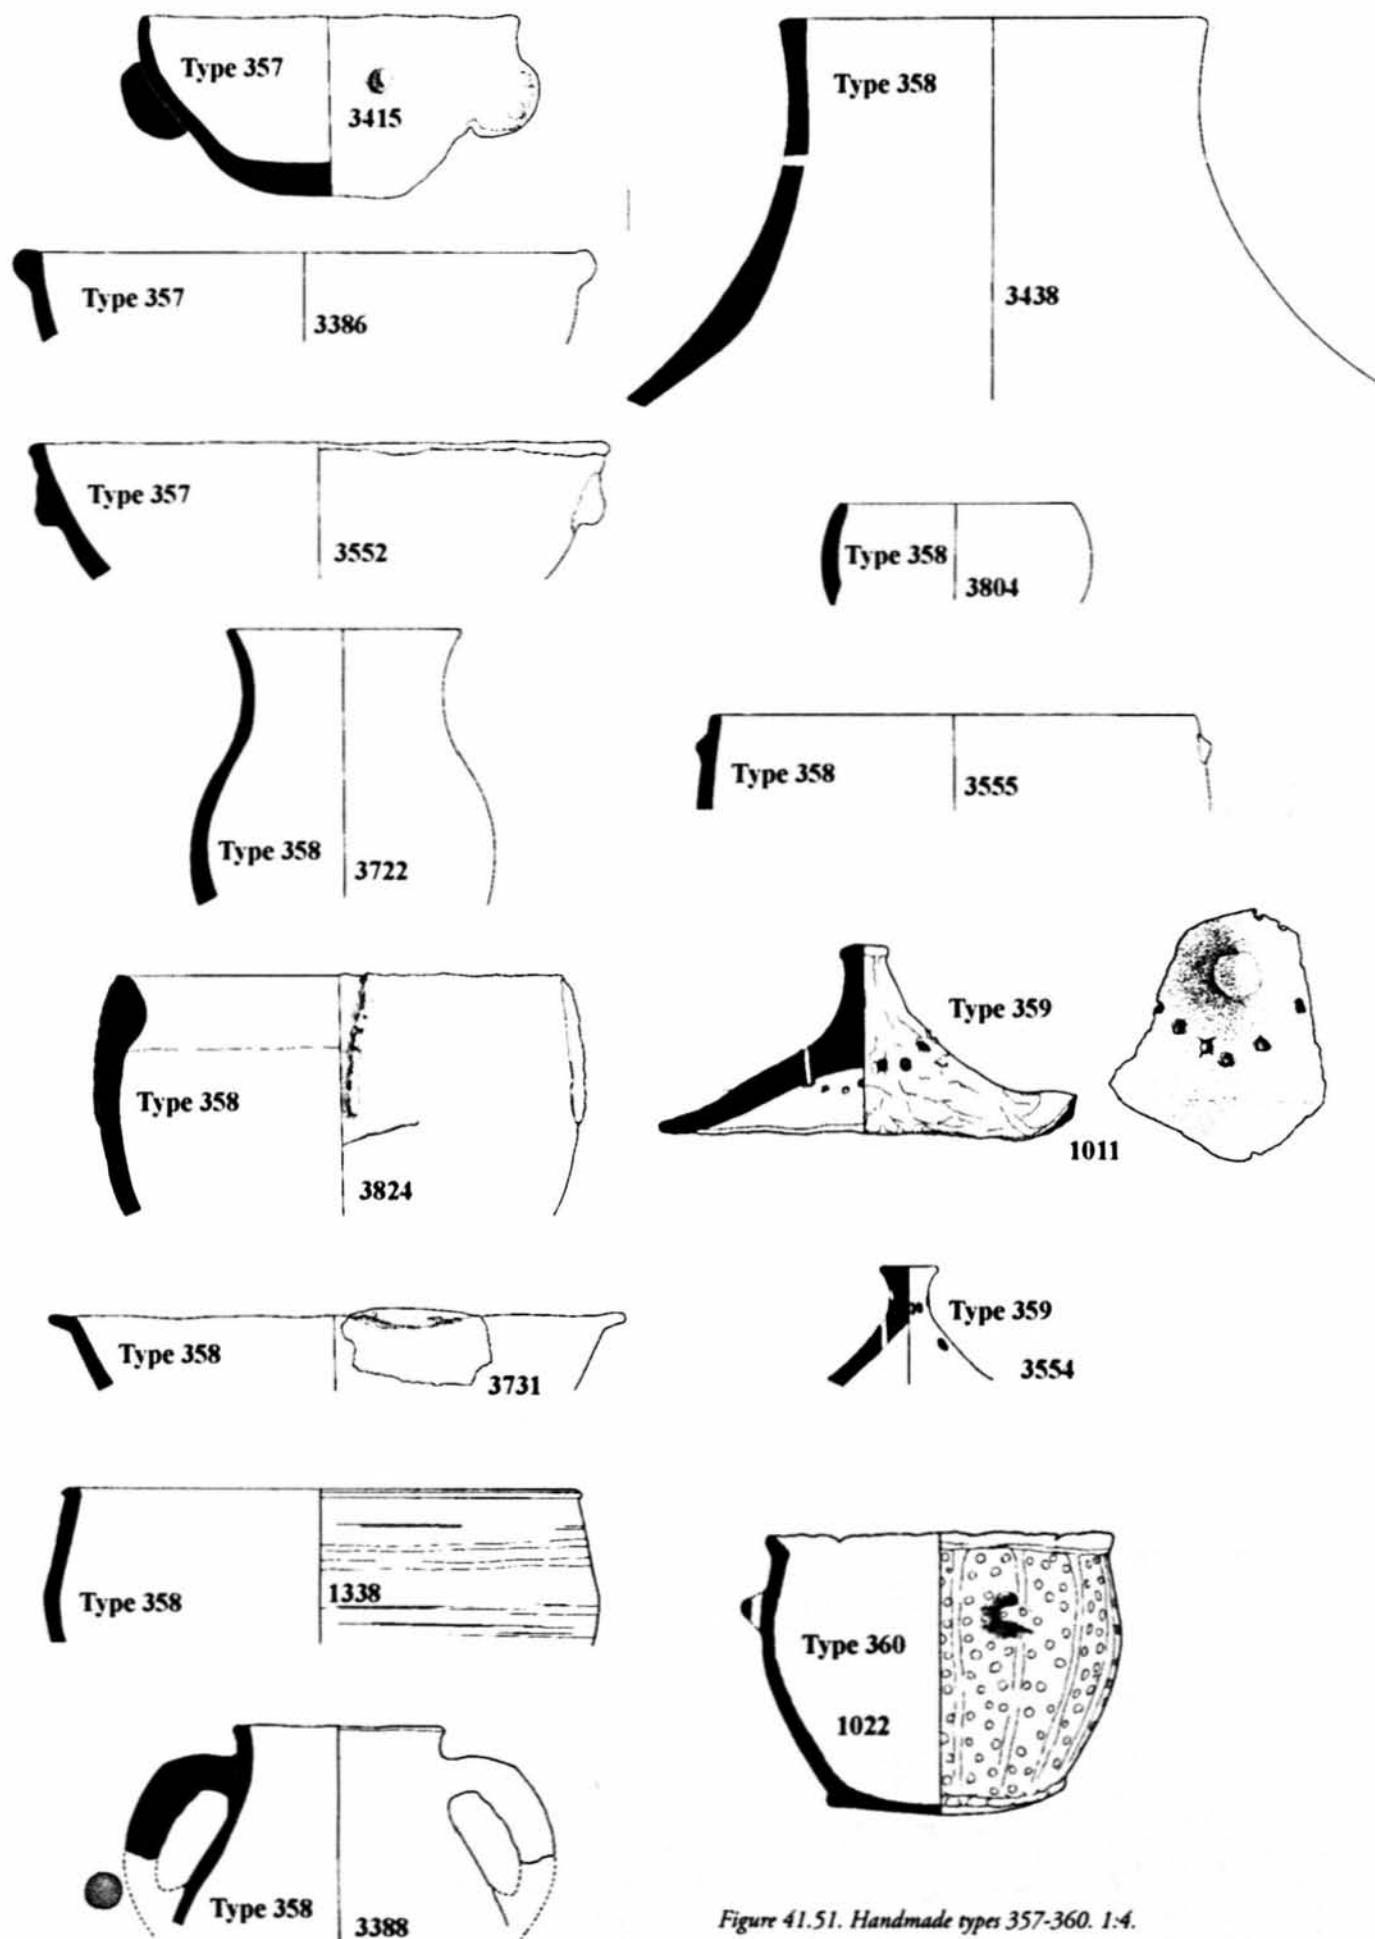 Type 357
3415
Type 357
3386
Type 357
3552
Type 358
3722
Type 358
3824
Type 358
3731
Type 358
1338
Type 358
3388
Type 358
3438
Type 358
3804
Type 358
3555
Type 359
1011
Type 359
3554
Type 360
1022
Figure 41.51. Handmade types 357-360. 1:4.